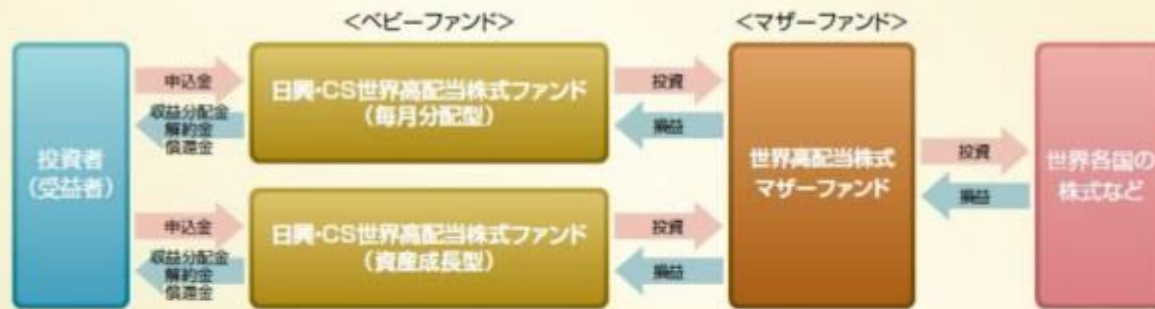 ＜ベビーファンド＞
＜マザーファンド＞
投資者
（受益者）
申込金
収益分配金
解約金
償還金
日興・CS世界高配当株式ファンド
（毎月分配型）
投資
損益
申込金
収益分配金
解約金
償還金
日興・CS世界高配当株式ファンド
（資産成長型）
投資
損益
世界高配当株式
マザーファンド
投資
損益
世界各国の
株式など